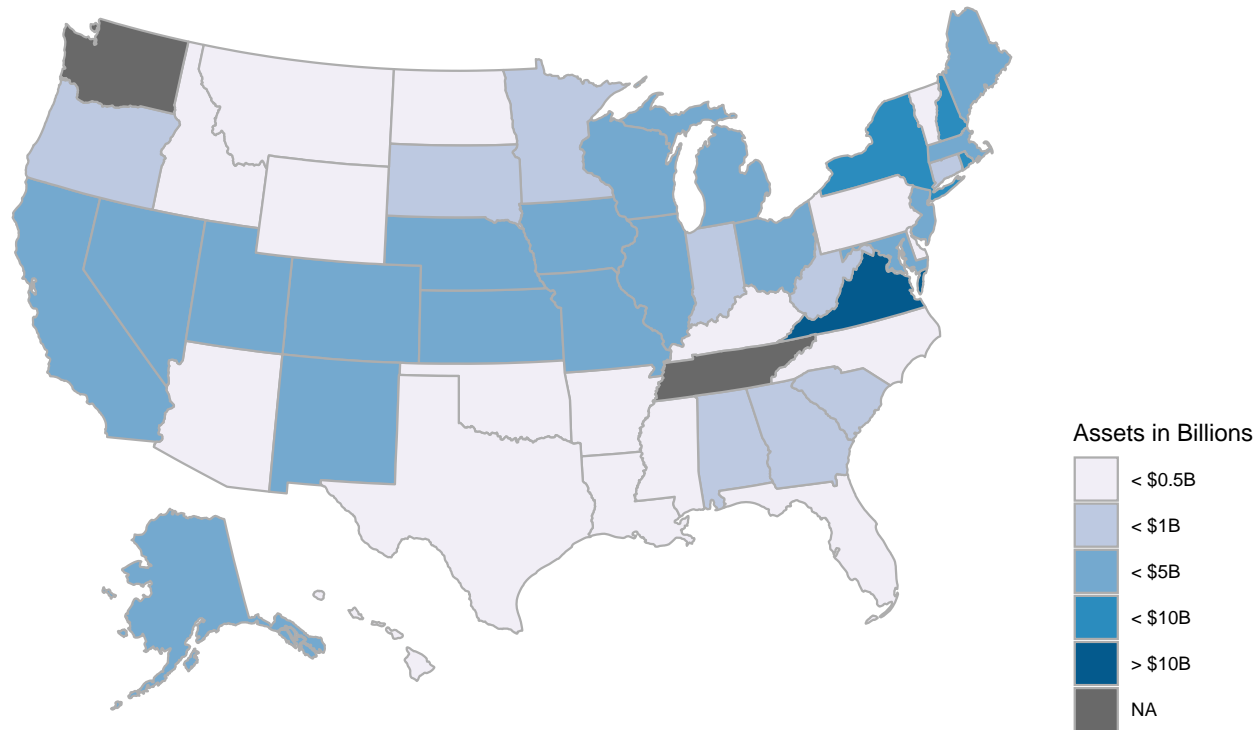 Assets in Billions
< $0.5B
< $1B
< $5B
< $10B
> $10B
NA